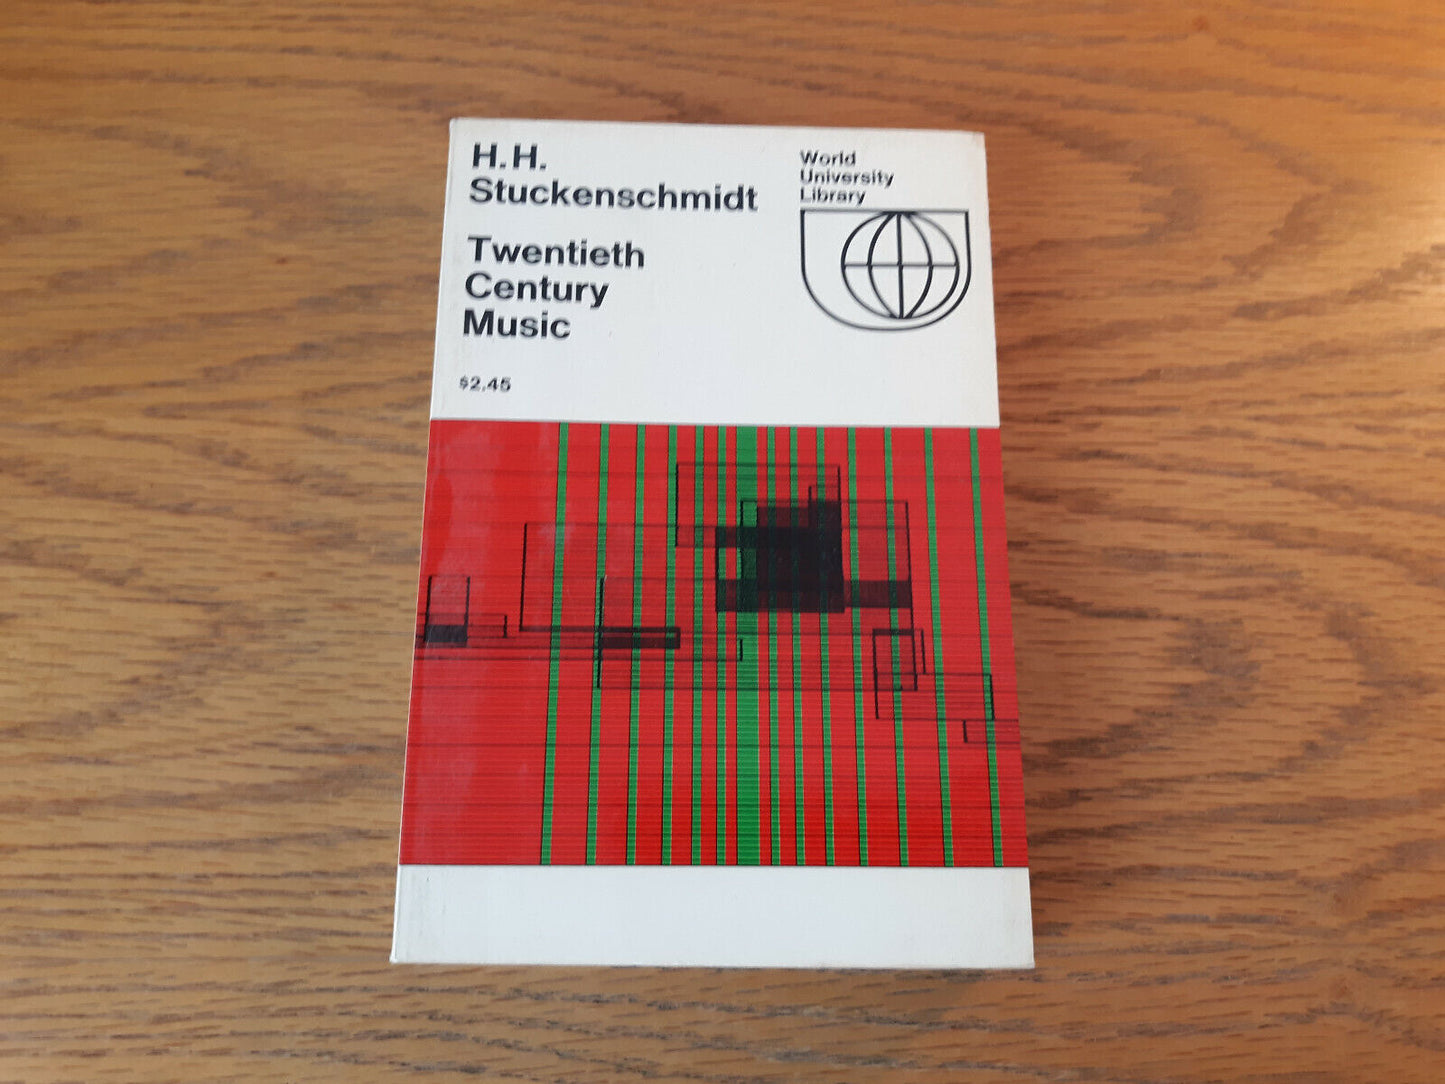 H.H.
Stuckenschmidt
Twentieth
Century
Music
$2.45
World
University
Library